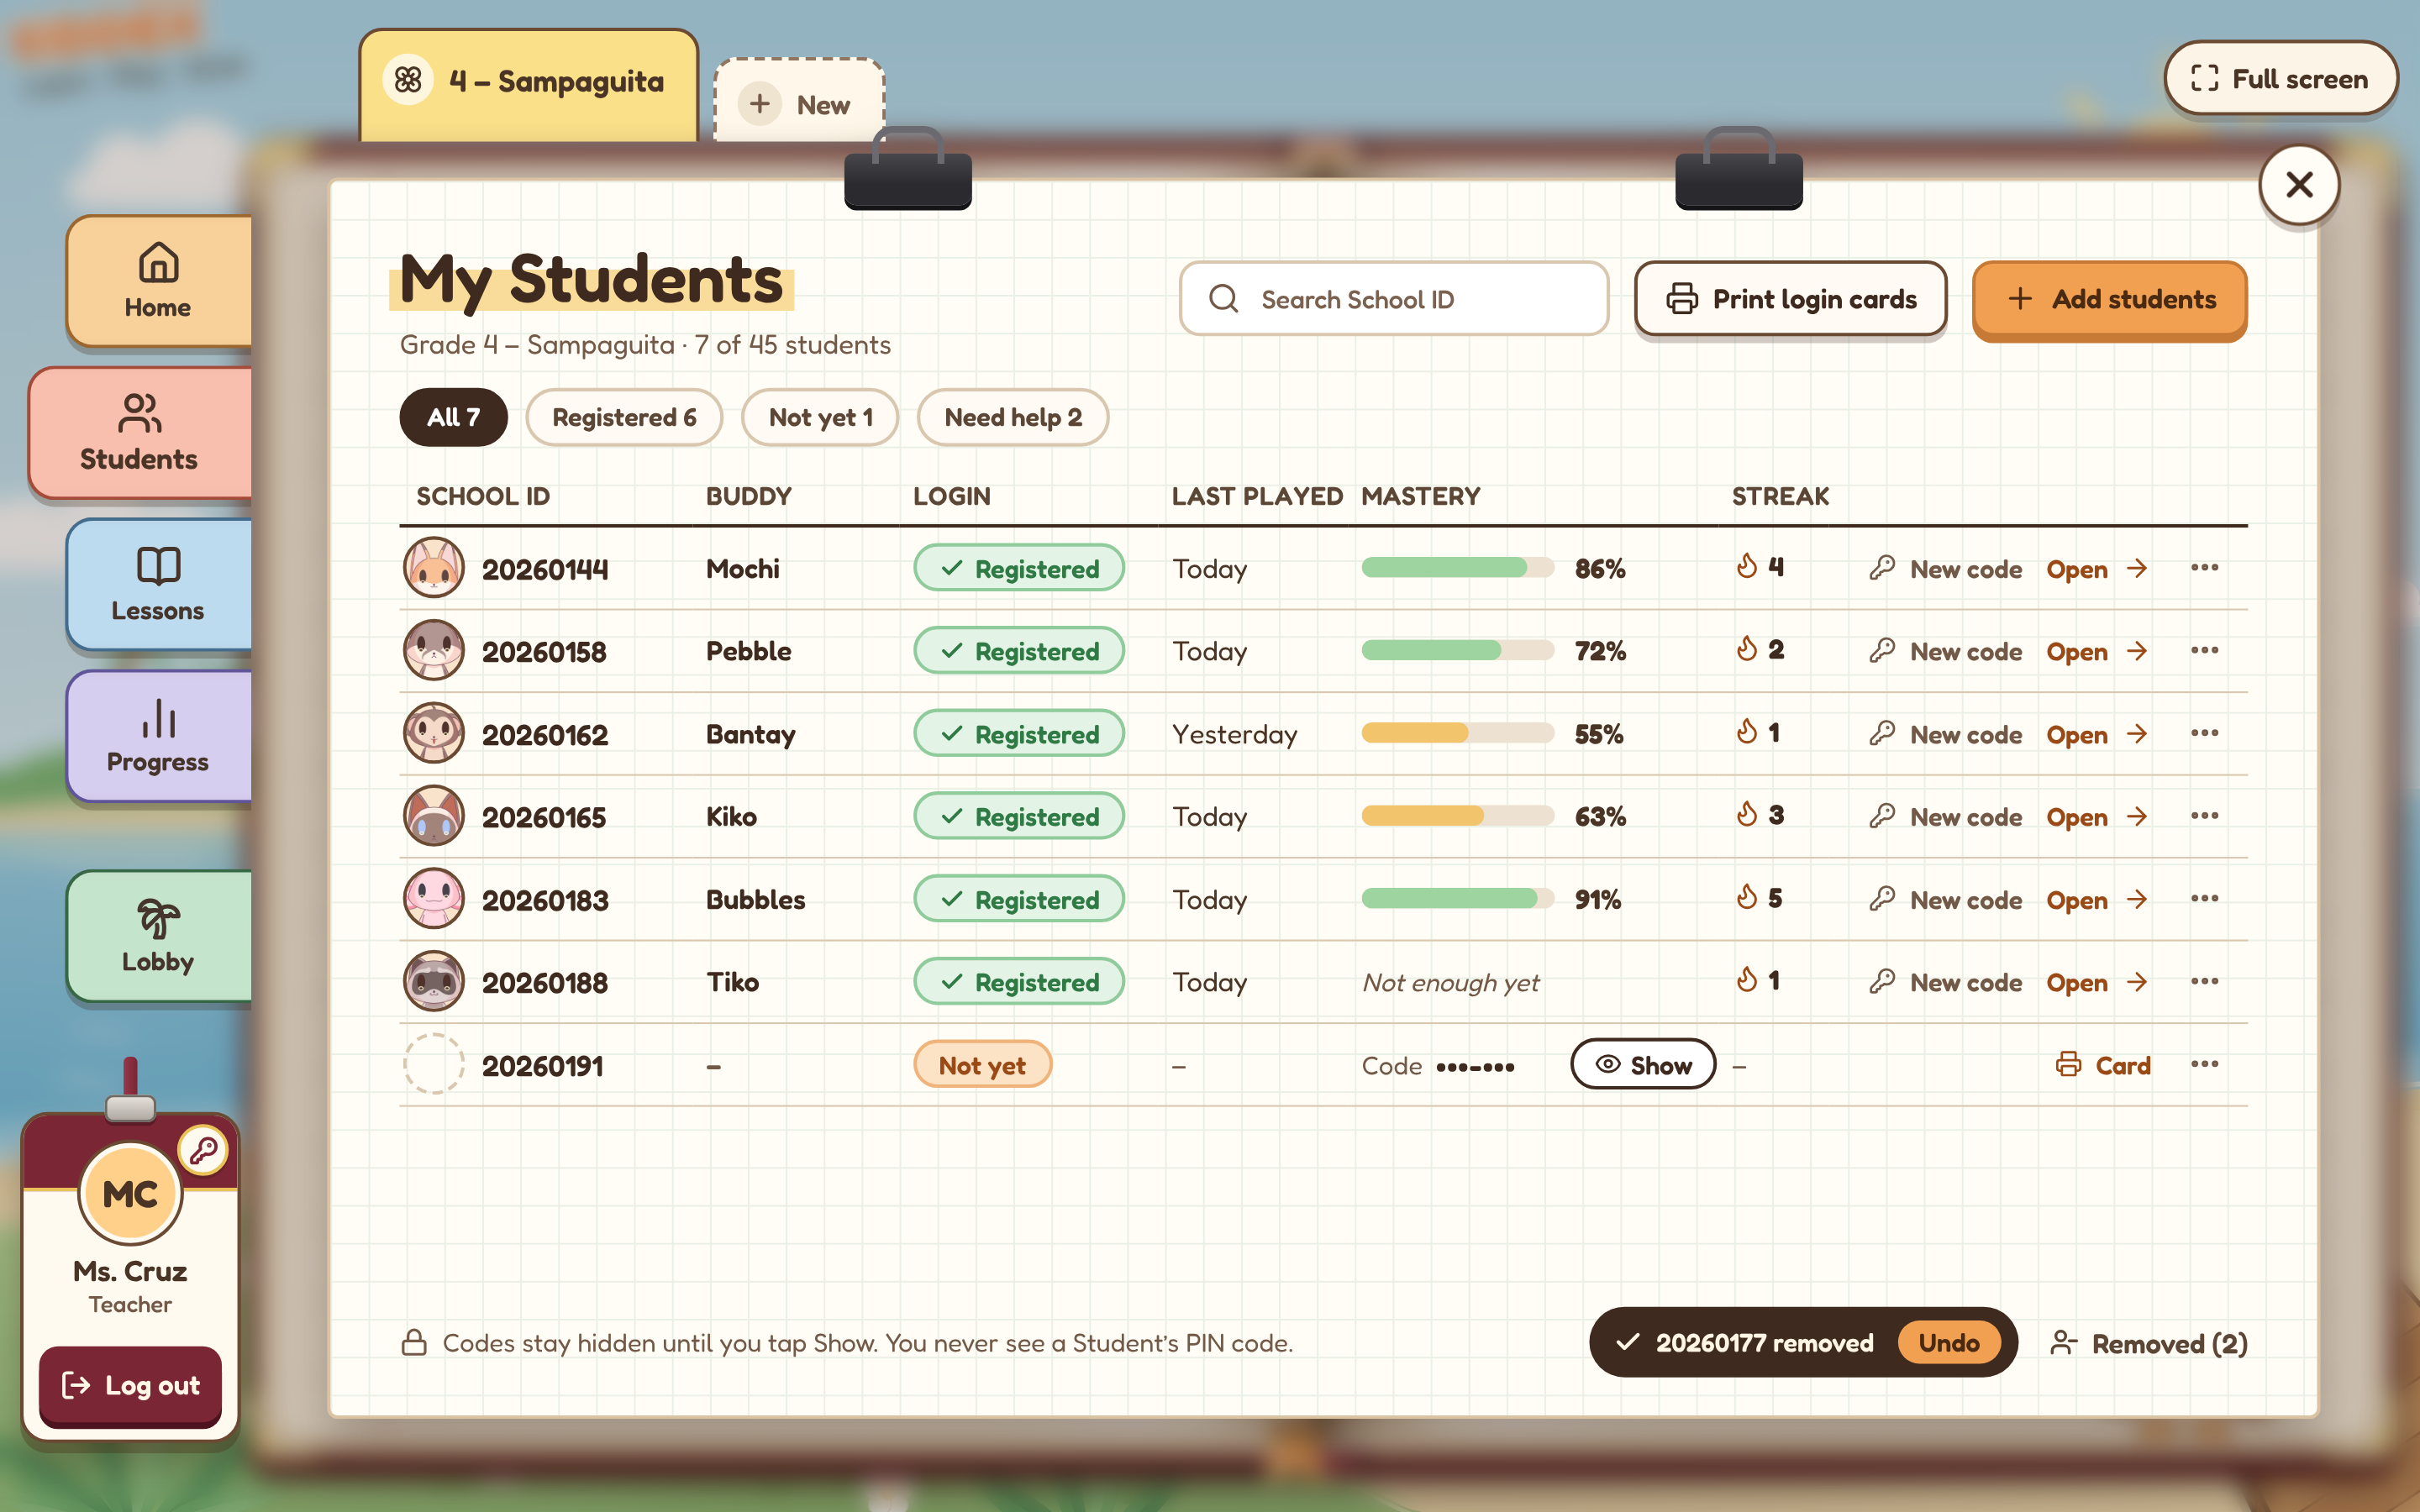 4 – Sampaguita
New
Full screen
Home
Students
Lessons
Progress
Lobby
MC
Ms. Cruz
Teacher
Log out
My Students
Grade 4 – Sampaguita · 7 of 45 students
Search School ID
Print login cards
Add students
All 7
Registered 6
Not yet 1
Need help 2
SCHOOL ID BUDDY LOGIN LAST PLAYED MASTERY STREAK
20260144 Mochi Registered Today 86% 4 New code Open
20260158 Pebble Registered Today 72% 2 New code Open
20260162 Bantay Registered Yesterday 55% 1 New code Open
20260165 Kiko Registered Today 63% 3 New code Open
20260183 Bubbles Registered Today 91% 5 New code Open
20260188 Tiko Registered Today Not enough yet 1 New code Open
20260191 – Not yet – Code •••-••• Show – Card
Codes stay hidden until you tap Show. You never see a Student’s PIN code.
20260177 removed Undo
Removed (2)